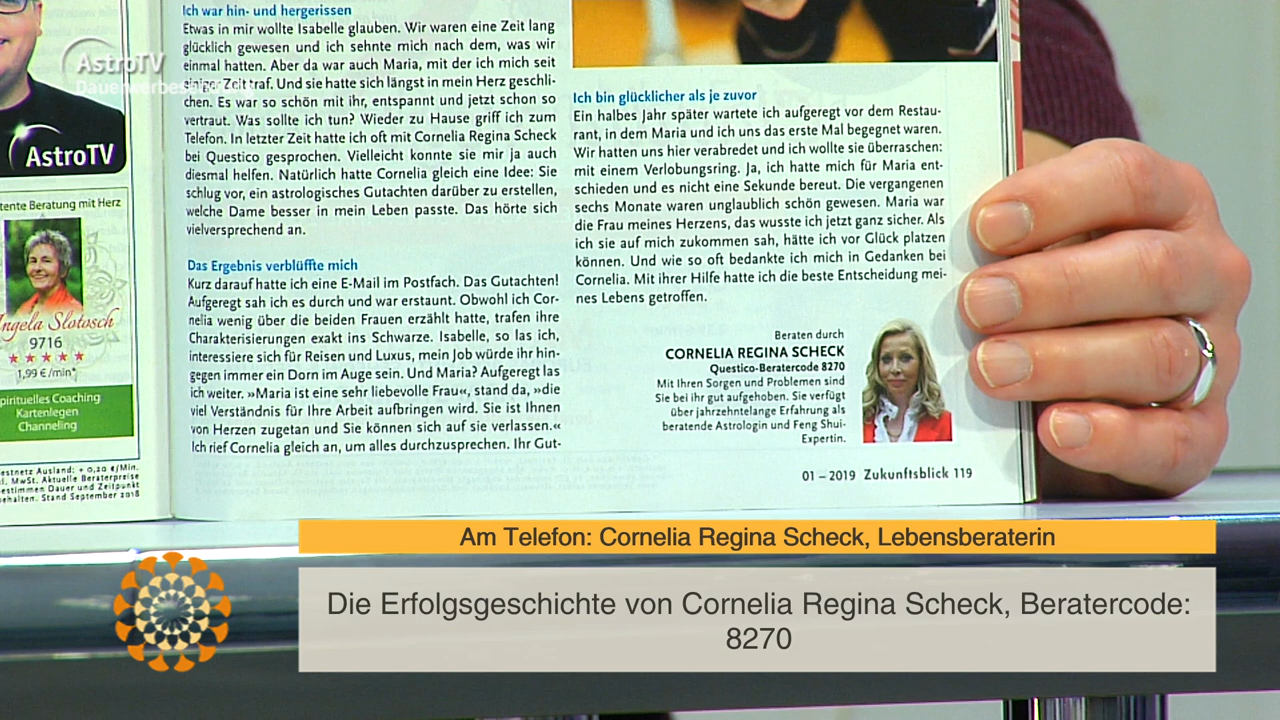 AstroTV
Dauerwerbesendung
AstroTV
tente Beratung mit Herz
Angela Slotosch
9716
1,99 €/min*
pirituelles Coaching
Kartenlegen
Channeling
estnetz Ausland: + 0,20 €/Min.
l. MwSt. Aktuelle Beraterpreise
estimmen Dauer und Zeitpunkt
ehalten. Stand September 2018
Ich war hin- und hergerissen
Etwas in mir wollte Isabelle glauben. Wir waren eine Zeit lang
glücklich gewesen und ich sehnte mich nach dem, was wir
einmal hatten. Aber da war auch Maria, mit der ich mich seit
einiger Zeit traf. Und sie hatte sich längst in mein Herz geschli-
chen. Es war so schön mit ihr, entspannt und jetzt schon so
vertraut. Was sollte ich tun? Wieder zu Hause griff ich zum
Telefon. In letzter Zeit hatte ich oft mit Cornelia Regina Scheck
bei Questico gesprochen. Vielleicht konnte sie mir ja auch
diesmal helfen. Natürlich hatte Cornelia gleich eine Idee: Sie
schlug vor, ein astrologisches Gutachten darüber zu erstellen,
welche Dame besser in mein Leben passte. Das hörte sich
vielversprechend an.
Das Ergebnis verblüffte mich
Kurz darauf hatte ich eine E-Mail im Postfach. Das Gutachten!
Aufgeregt sah ich es durch und war erstaunt. Obwohl ich Cor-
nelia wenig über die beiden Frauen erzählt hatte, trafen ihre
Charakterisierungen exakt ins Schwarze. Isabelle, so las ich,
interessiere sich für Reisen und Luxus, mein Job würde ihr hin-
gegen immer ein Dorn im Auge sein. Und Maria? Aufgeregt las
ich weiter. »Maria ist eine sehr liebevolle Frau«, stand da, »die
viel Verständnis für Ihre Arbeit aufbringen wird. Sie ist Ihnen
von Herzen zugetan und Sie können sich auf sie verlassen.«
Ich rief Cornelia gleich an, um alles durchzusprechen. Ihr Gut-
Ich bin glücklicher als je zuvor
Ein halbes Jahr später wartete ich aufgeregt vor dem Restau-
rant, in dem Maria und ich uns das erste Mal begegnet waren.
Wir hatten uns hier verabredet und ich wollte sie überraschen:
mit einem Verlobungsring. Ja, ich hatte mich für Maria ent-
schieden und es nicht eine Sekunde bereut. Die vergangenen
sechs Monate waren unglaublich schön gewesen. Maria war
die Frau meines Herzens, das wusste ich jetzt ganz sicher. Als
ich sie auf mich zukommen sah, hätte ich vor Glück platzen
können. Und wie so oft bedankte ich mich in Gedanken bei
Cornelia. Mit ihrer Hilfe hatte ich die beste Entscheidung mei-
nes Lebens getroffen.
Beraten durch
CORNELIA REGINA SCHECK
Questico-Beratercode 8270
Mit Ihren Sorgen und Problemen sind
Sie bei ihr gut aufgehoben. Sie verfügt
über jahrzehntelange Erfahrung als
beratende Astrologin und Feng Shui-
Expertin.
01 – 2019 Zukunftsblick 119
Am Telefon: Cornelia Regina Scheck, Lebensberaterin
Die Erfolgsgeschichte von Cornelia Regina Scheck, Beratercode:
8270